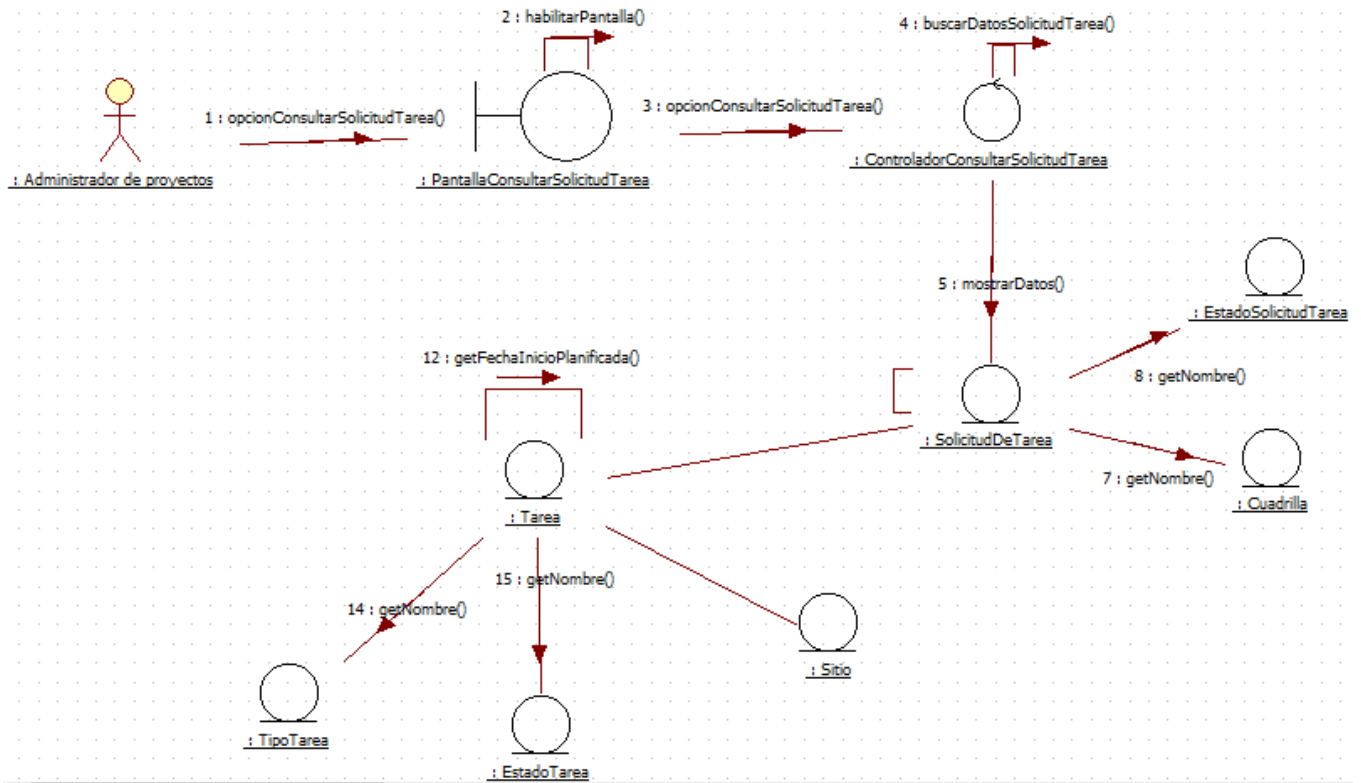 2 : habilitarPantalla()
4 : buscarDatosSolicitudTarea()
1 : opcionConsultarSolicitudTarea()
3 : opcionConsultarSolicitudTarea()
: Administrador de proyectos
: PantallaConsultarSolicitudTarea
: ControladorConsultarSolicitudTarea
5 : mostrarDatos()
: EstadoSolicitudTarea
12 : getFechaInicioPlanificada()
8 : getNombre()
: SolicitudDeTarea
7 : getNombre()
: Cuadrilla
: Tarea
15 : getNombre()
14 : getNombre()
: Sitio
: TipoTarea
: EstadoTarea